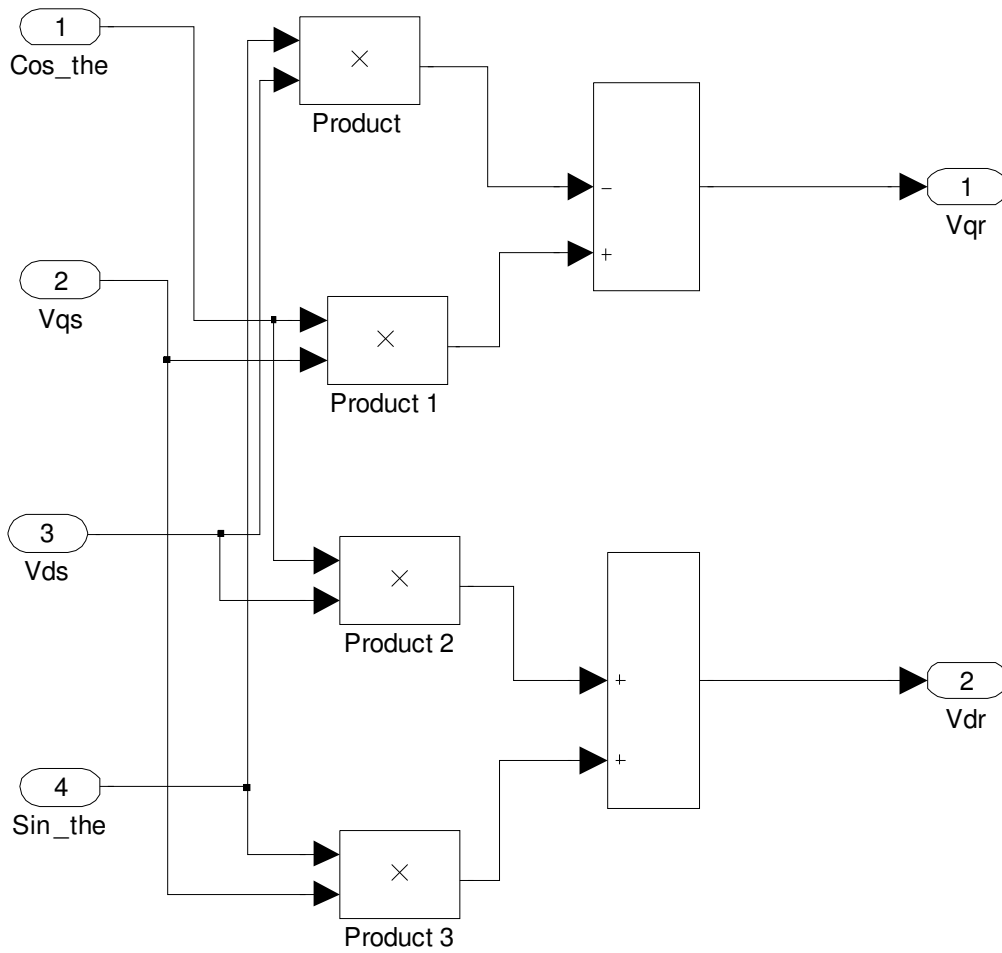 1
Cos_the
×
Product
−
+
1
Vqr
2
Vqs
×
Product 1
3
Vds
×
Product 2
+
+
2
Vdr
4
Sin_the
×
Product 3